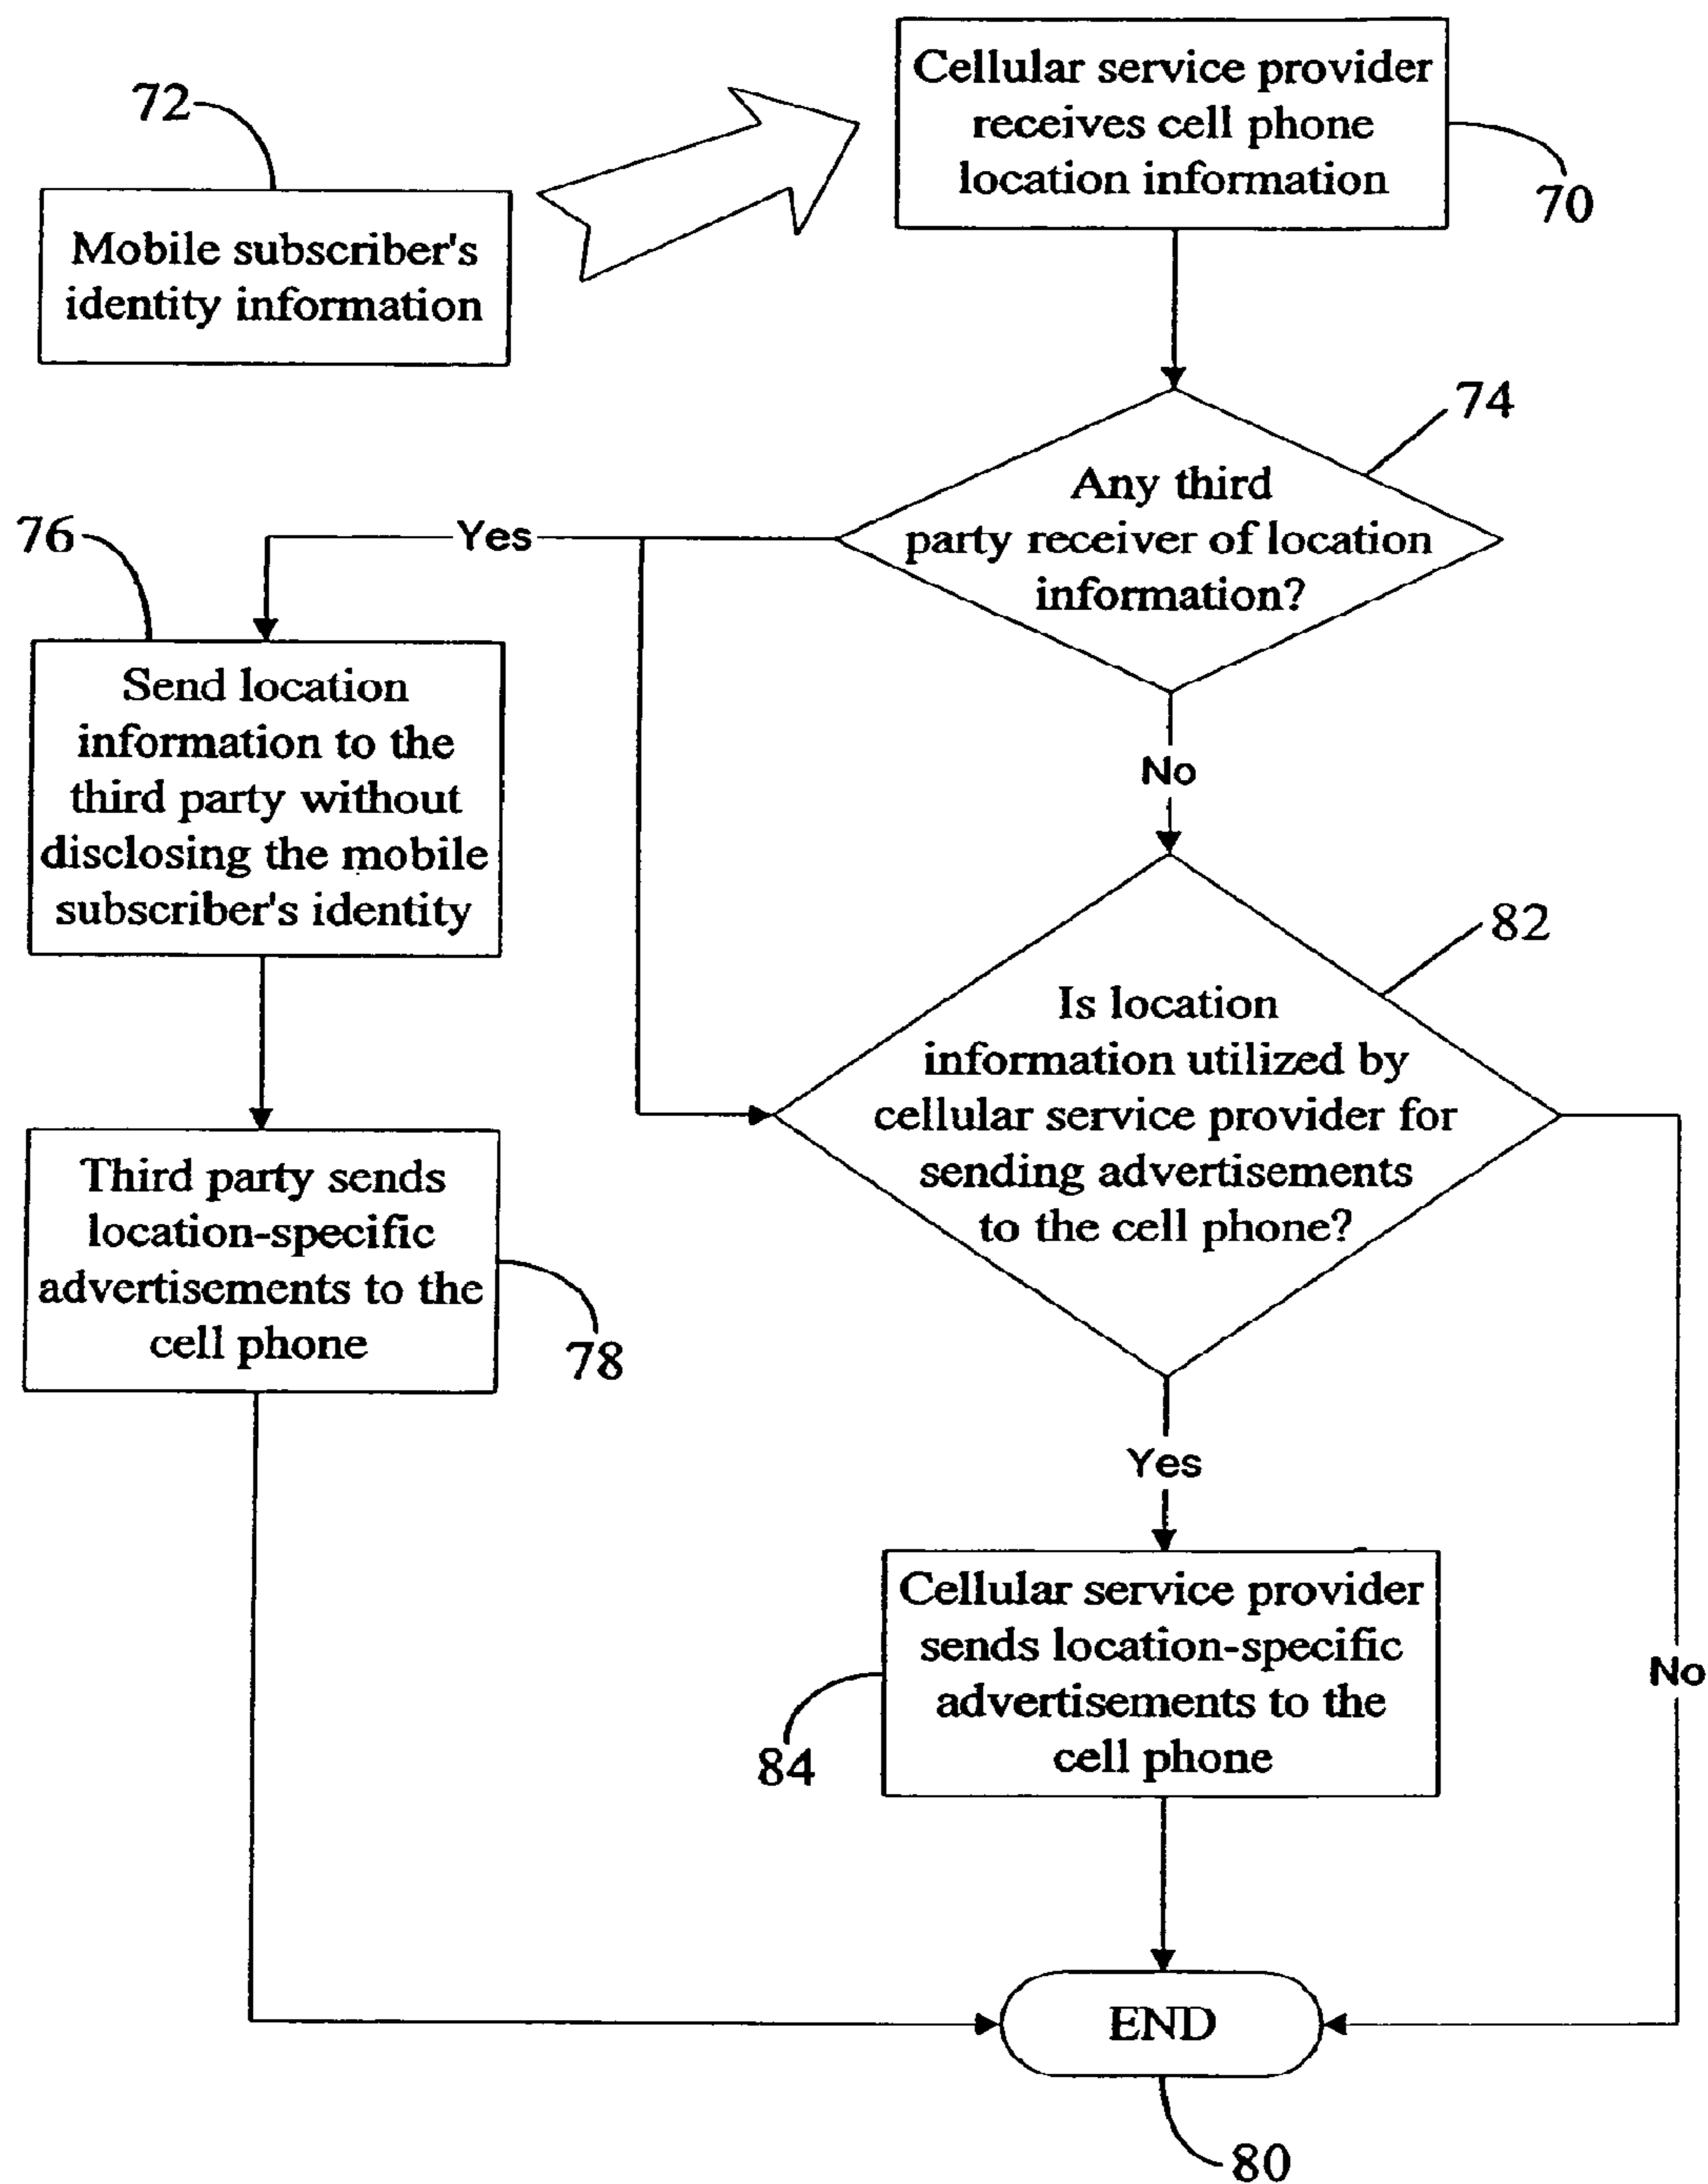 Cellular service provider
receives cell phone
location information
70
72
Mobile subscriber's
identity information
74
Any third
party receiver of location
information?
Yes
No
76
Send location
information to the
third party without
disclosing the mobile
subscriber's identity
82
Is location
information utilized by
cellular service provider for
sending advertisements
to the cell phone?
Third party sends
location-specific
advertisements to the
cell phone
78
Yes
No
Cellular service provider
sends location-specific
advertisements to the
cell phone
84
END
80